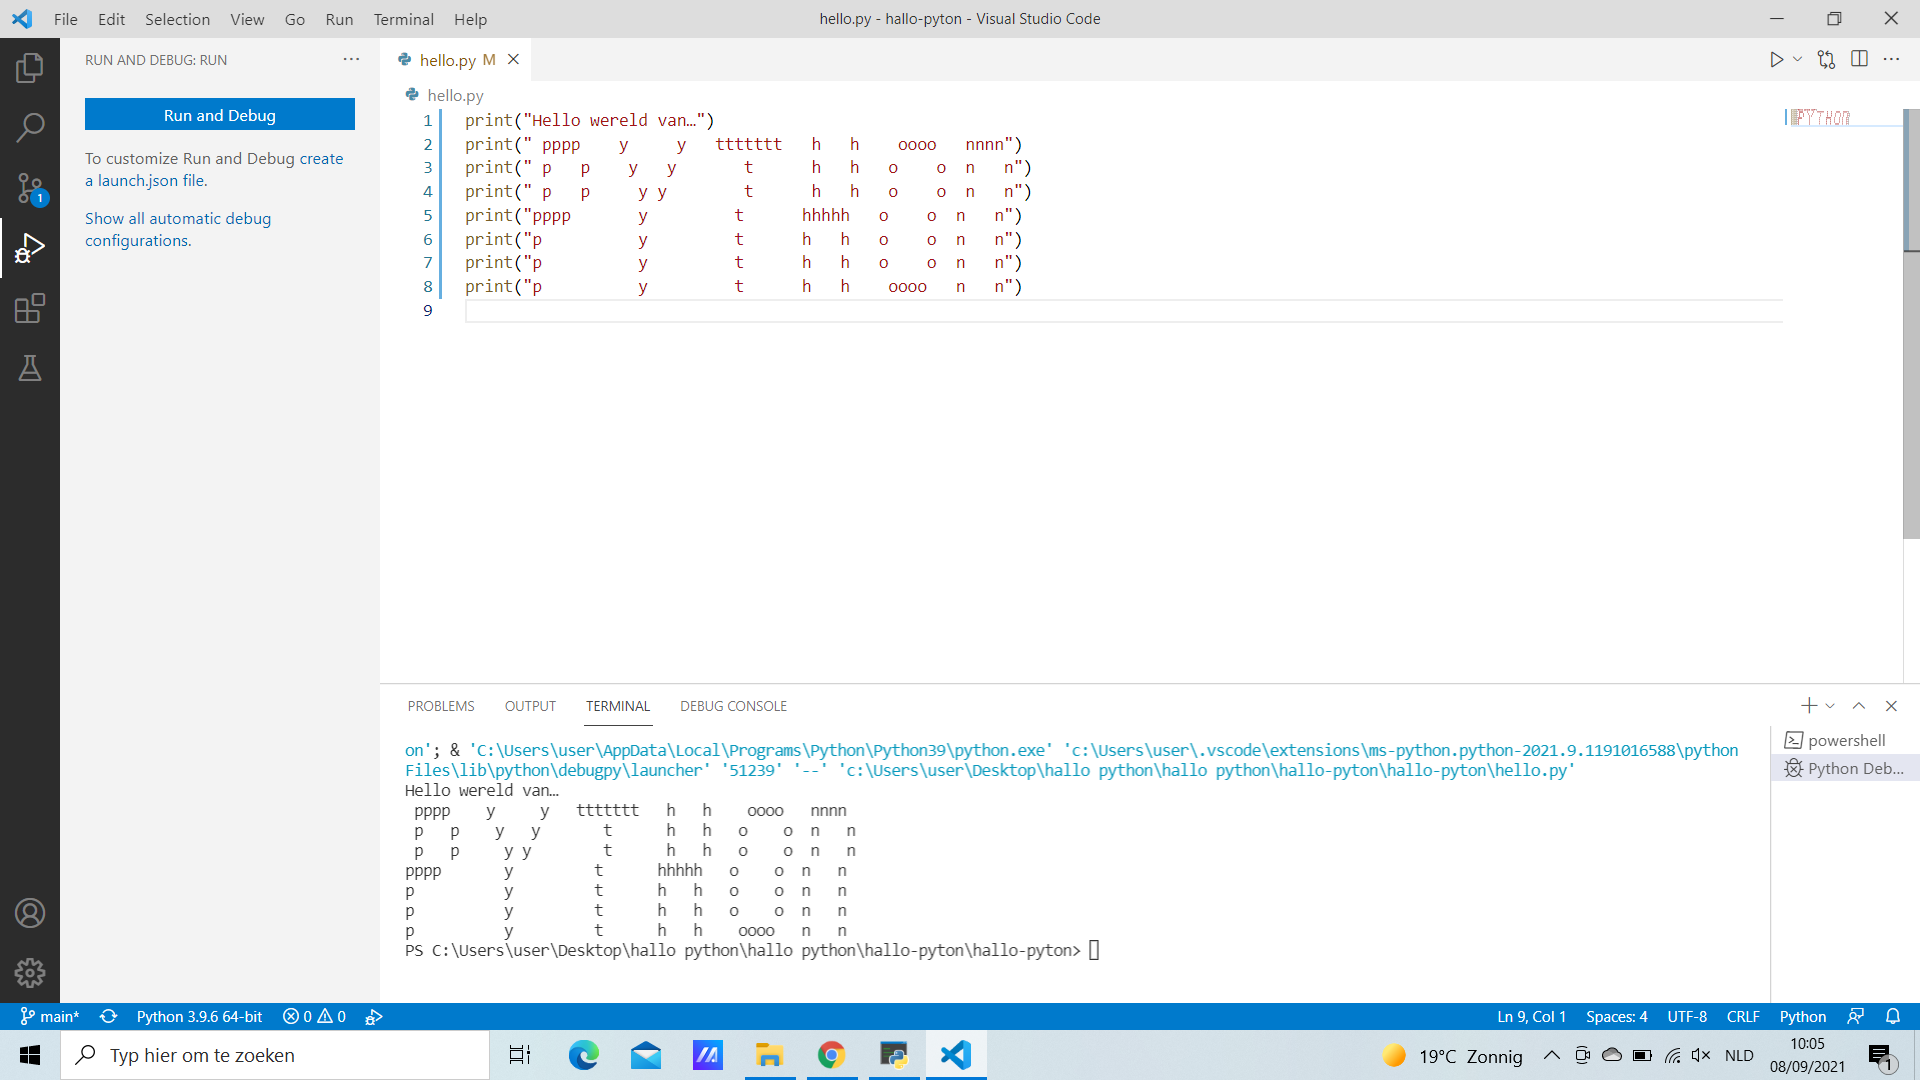 File Edit Selection View Go Run Terminal Help
hello.py - hallo-pyton - Visual Studio Code
RUN AND DEBUG: RUN
Run and Debug
To customize Run and Debug create
a launch.json file.
Show all automatic debug
configurations.
1
hello.py M
hello.py
1 print("Hello wereld van…")
2 print(" pppp    y     y   ttttttt   h   h    oooo   nnnn")
3 print(" p   p    y   y       t      h   h   o    o  n   n")
4 print(" p   p     y y        t      h   h   o    o  n   n")
5 print("pppp       y         t      hhhhh   o    o  n   n")
6 print("p          y         t      h   h   o    o  n   n")
7 print("p          y         t      h   h   o    o  n   n")
8 print("p          y         t      h   h    oooo   n   n")
9
PYTHON
PROBLEMS OUTPUT TERMINAL DEBUG CONSOLE
on'; & 'C:\Users\user\AppData\Local\Programs\Python\Python39\python.exe' 'c:\Users\user\.vscode\extensions\ms-python.python-2021.9.1191016588\python
Files\lib\python\debugpy\launcher' '51239' '--' 'c:\Users\user\Desktop\hallo python\hallo python\hallo-pyton\hallo-pyton\hello.py'
Hello wereld van…
 pppp    y     y   ttttttt   h   h    oooo   nnnn
 p   p    y   y       t      h   h   o    o  n   n
 p   p     y y        t      h   h   o    o  n   n
pppp       y         t      hhhhh   o    o  n   n
p          y         t      h   h   o    o  n   n
p          y         t      h   h   o    o  n   n
p          y         t      h   h    oooo   n   n
PS C:\Users\user\Desktop\hallo python\hallo python\hallo-pyton\hallo-pyton>
powershell
Python Deb...
main* Python 3.9.6 64-bit 0 0
Ln 9, Col 1 Spaces: 4 UTF-8 CRLF Python
Typ hier om te zoeken
19°C Zonnig
NLD
10:05
08/09/2021
1